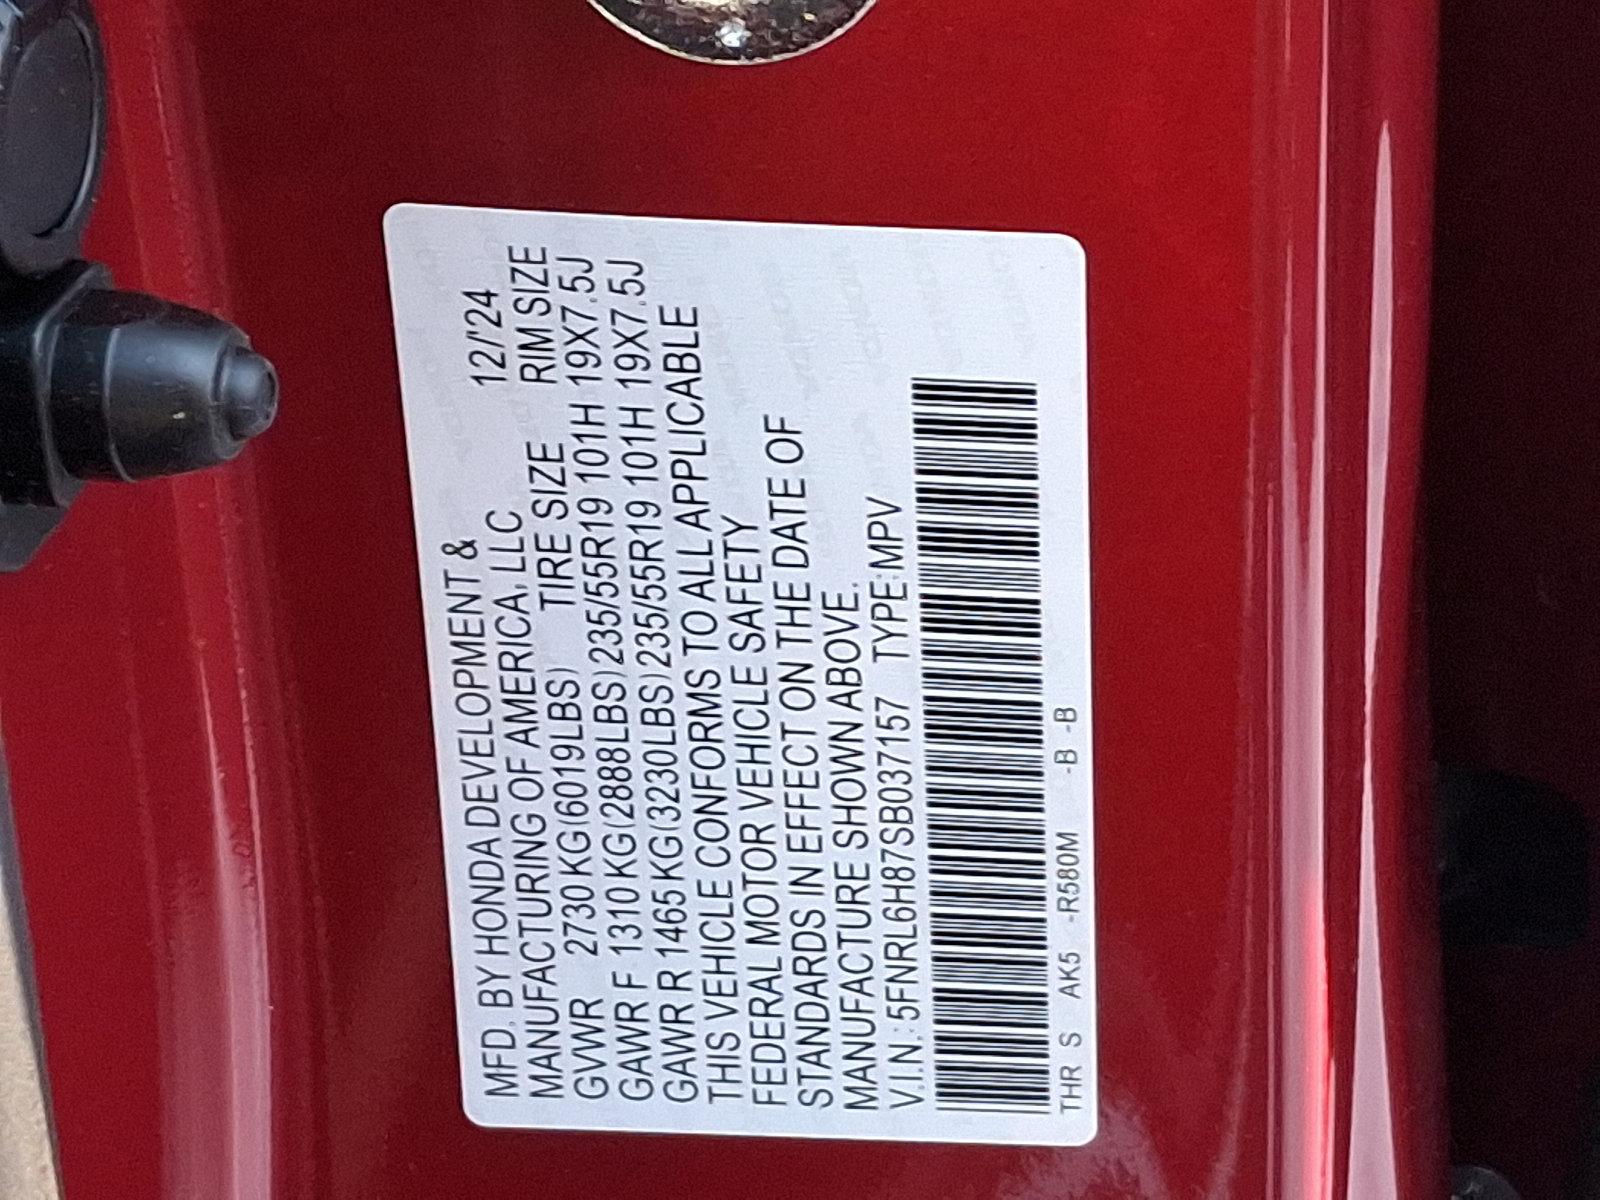 MFD. BY HONDA DEVELOPMENT &
MANUFACTURING OF AMERICA, LLC 12/'24
GVWR 2730 KG(6019LBS) TIRE SIZE RIM SIZE
GAWR F 1310 KG(2888LBS) 235/55R19 101H 19X7.5J
GAWR R 1465 KG(3230LBS) 235/55R19 101H 19X7.5J
THIS VEHICLE CONFORMS TO ALL APPLICABLE
FEDERAL MOTOR VEHICLE SAFETY
STANDARDS IN EFFECT ON THE DATE OF
MANUFACTURE SHOWN ABOVE.
V.I.N.: 5FNRL6H87SB037157 TYPE:MPV
THR S AK5 -R580M -B -B